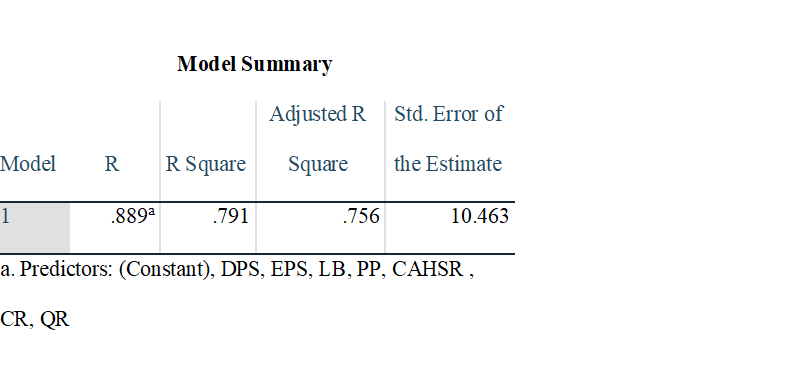 Model Summary
Adjusted R Std. Error of
Model R R Square Square the Estimate
1 .889a .791 .756 10.463
a. Predictors: (Constant), DPS, EPS, LB, PP, CAHSR ,
CR, QR